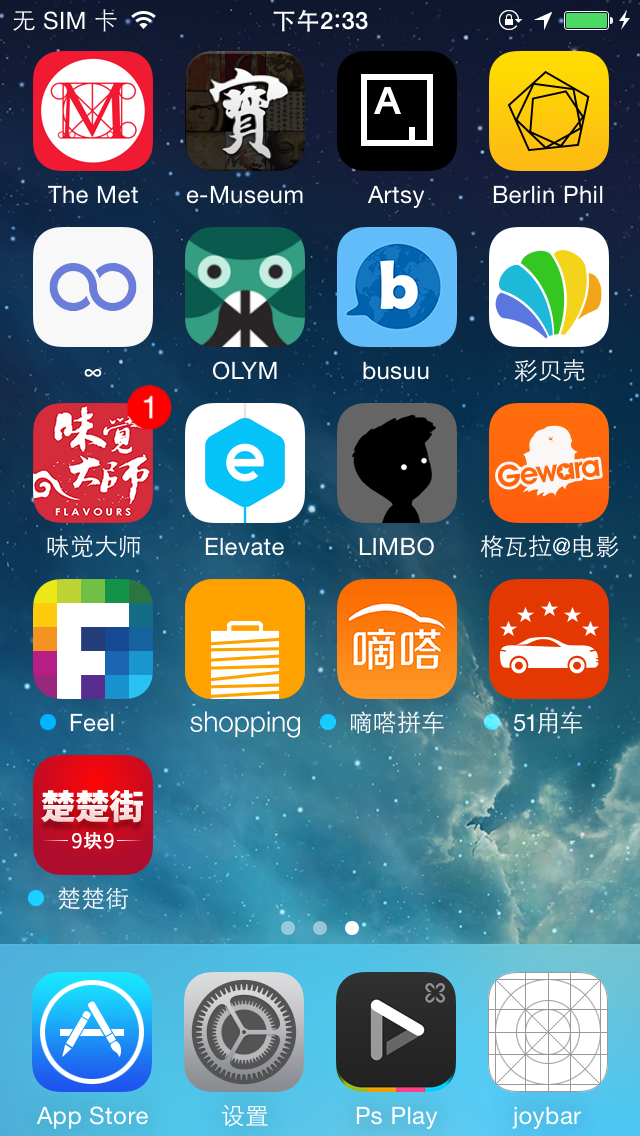 无 SIM 卡 下午2:33
M 寳 A
The Met e-Museum Artsy Berlin Phil
b
∞ OLYM busuu 彩贝壳
1
味觉大师 FLAVOURS e Gewara
味觉大师 Elevate LIMBO 格瓦拉@电影
F 嘀嗒
Feel shopping 嘀嗒拼车 51用车
楚楚街
9块9
楚楚街
App Store 设置 Ps Play joybar